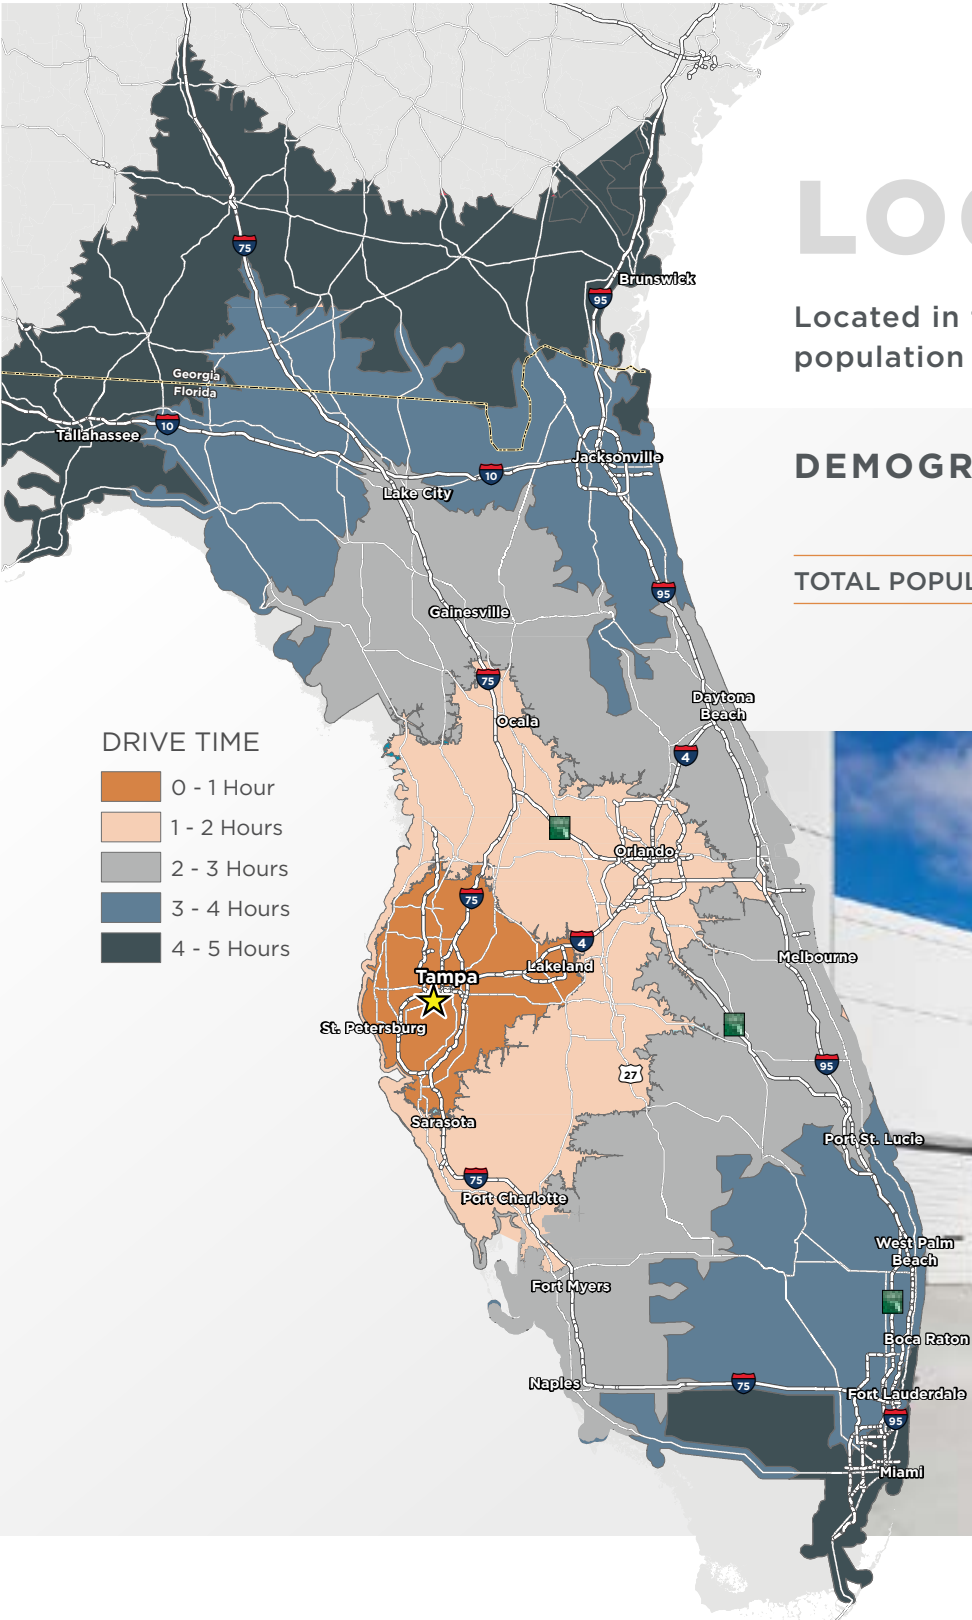 LOC
Located in
population
DEMOGR
TOTAL POPUL
75
Brunswick
95
Georgia
Florida
10
Tallahassee
Jacksonville
10
Lake City
95
Gainesville
75
Ocala
Daytona
Beach
4
DRIVE TIME
0 - 1 Hour
1 - 2 Hours
2 - 3 Hours
3 - 4 Hours
4 - 5 Hours
Orlando
75
4
Lakeland
Melbourne
Tampa
St. Petersburg
95
27
Sarasota
Port St. Lucie
75
Port Charlotte
West Palm
Beach
Fort Myers
Boca Raton
Naples
75
Fort Lauderdale
95
Miami